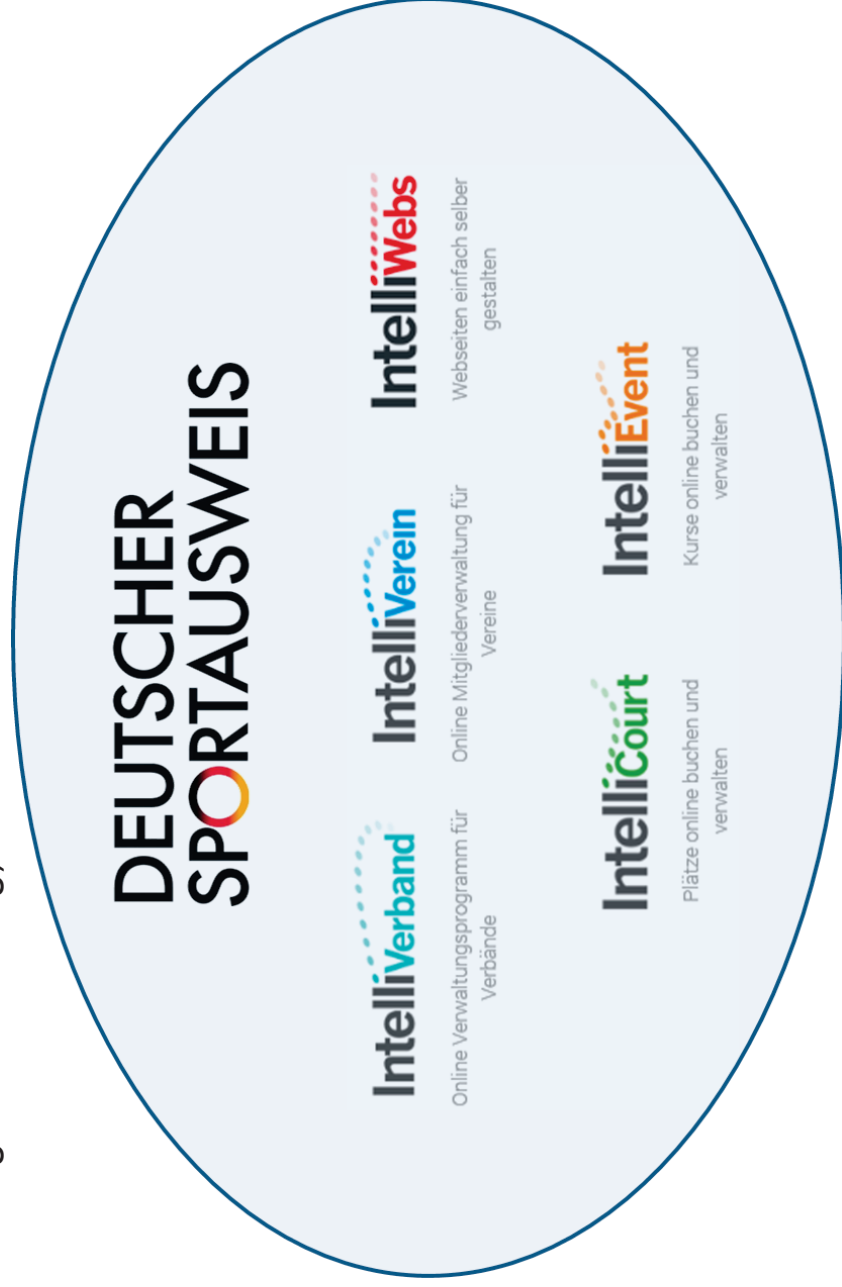 DEUTSCHER
SPORTAUSWEIS
IntelliVerband
Online Verwaltungsprogramm für
Verbände
IntelliVerein
Online Mitgliederverwaltung für
Vereine
IntelliWebs
Webseiten einfach selber
gestalten
IntelliCourt
Plätze online buchen und
verwalten
IntelliEvent
Kurse online buchen und
verwalten